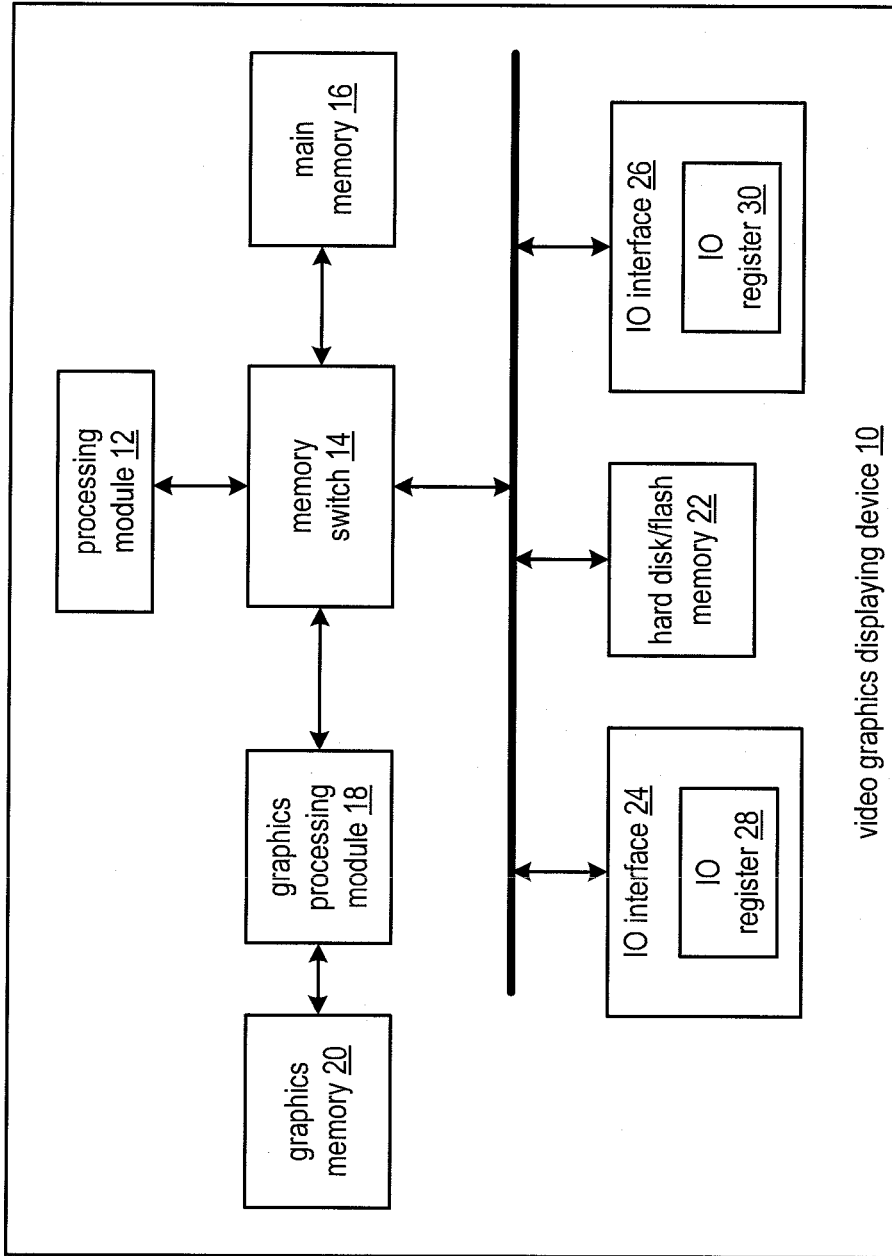 processing
module 12
graphics
memory 20
graphics
processing
module 18
memory
switch 14
main
memory 16
IO interface 24
IO
register 28
hard disk/flash
memory 22
IO interface 26
IO
register 30
video graphics displaying device 10